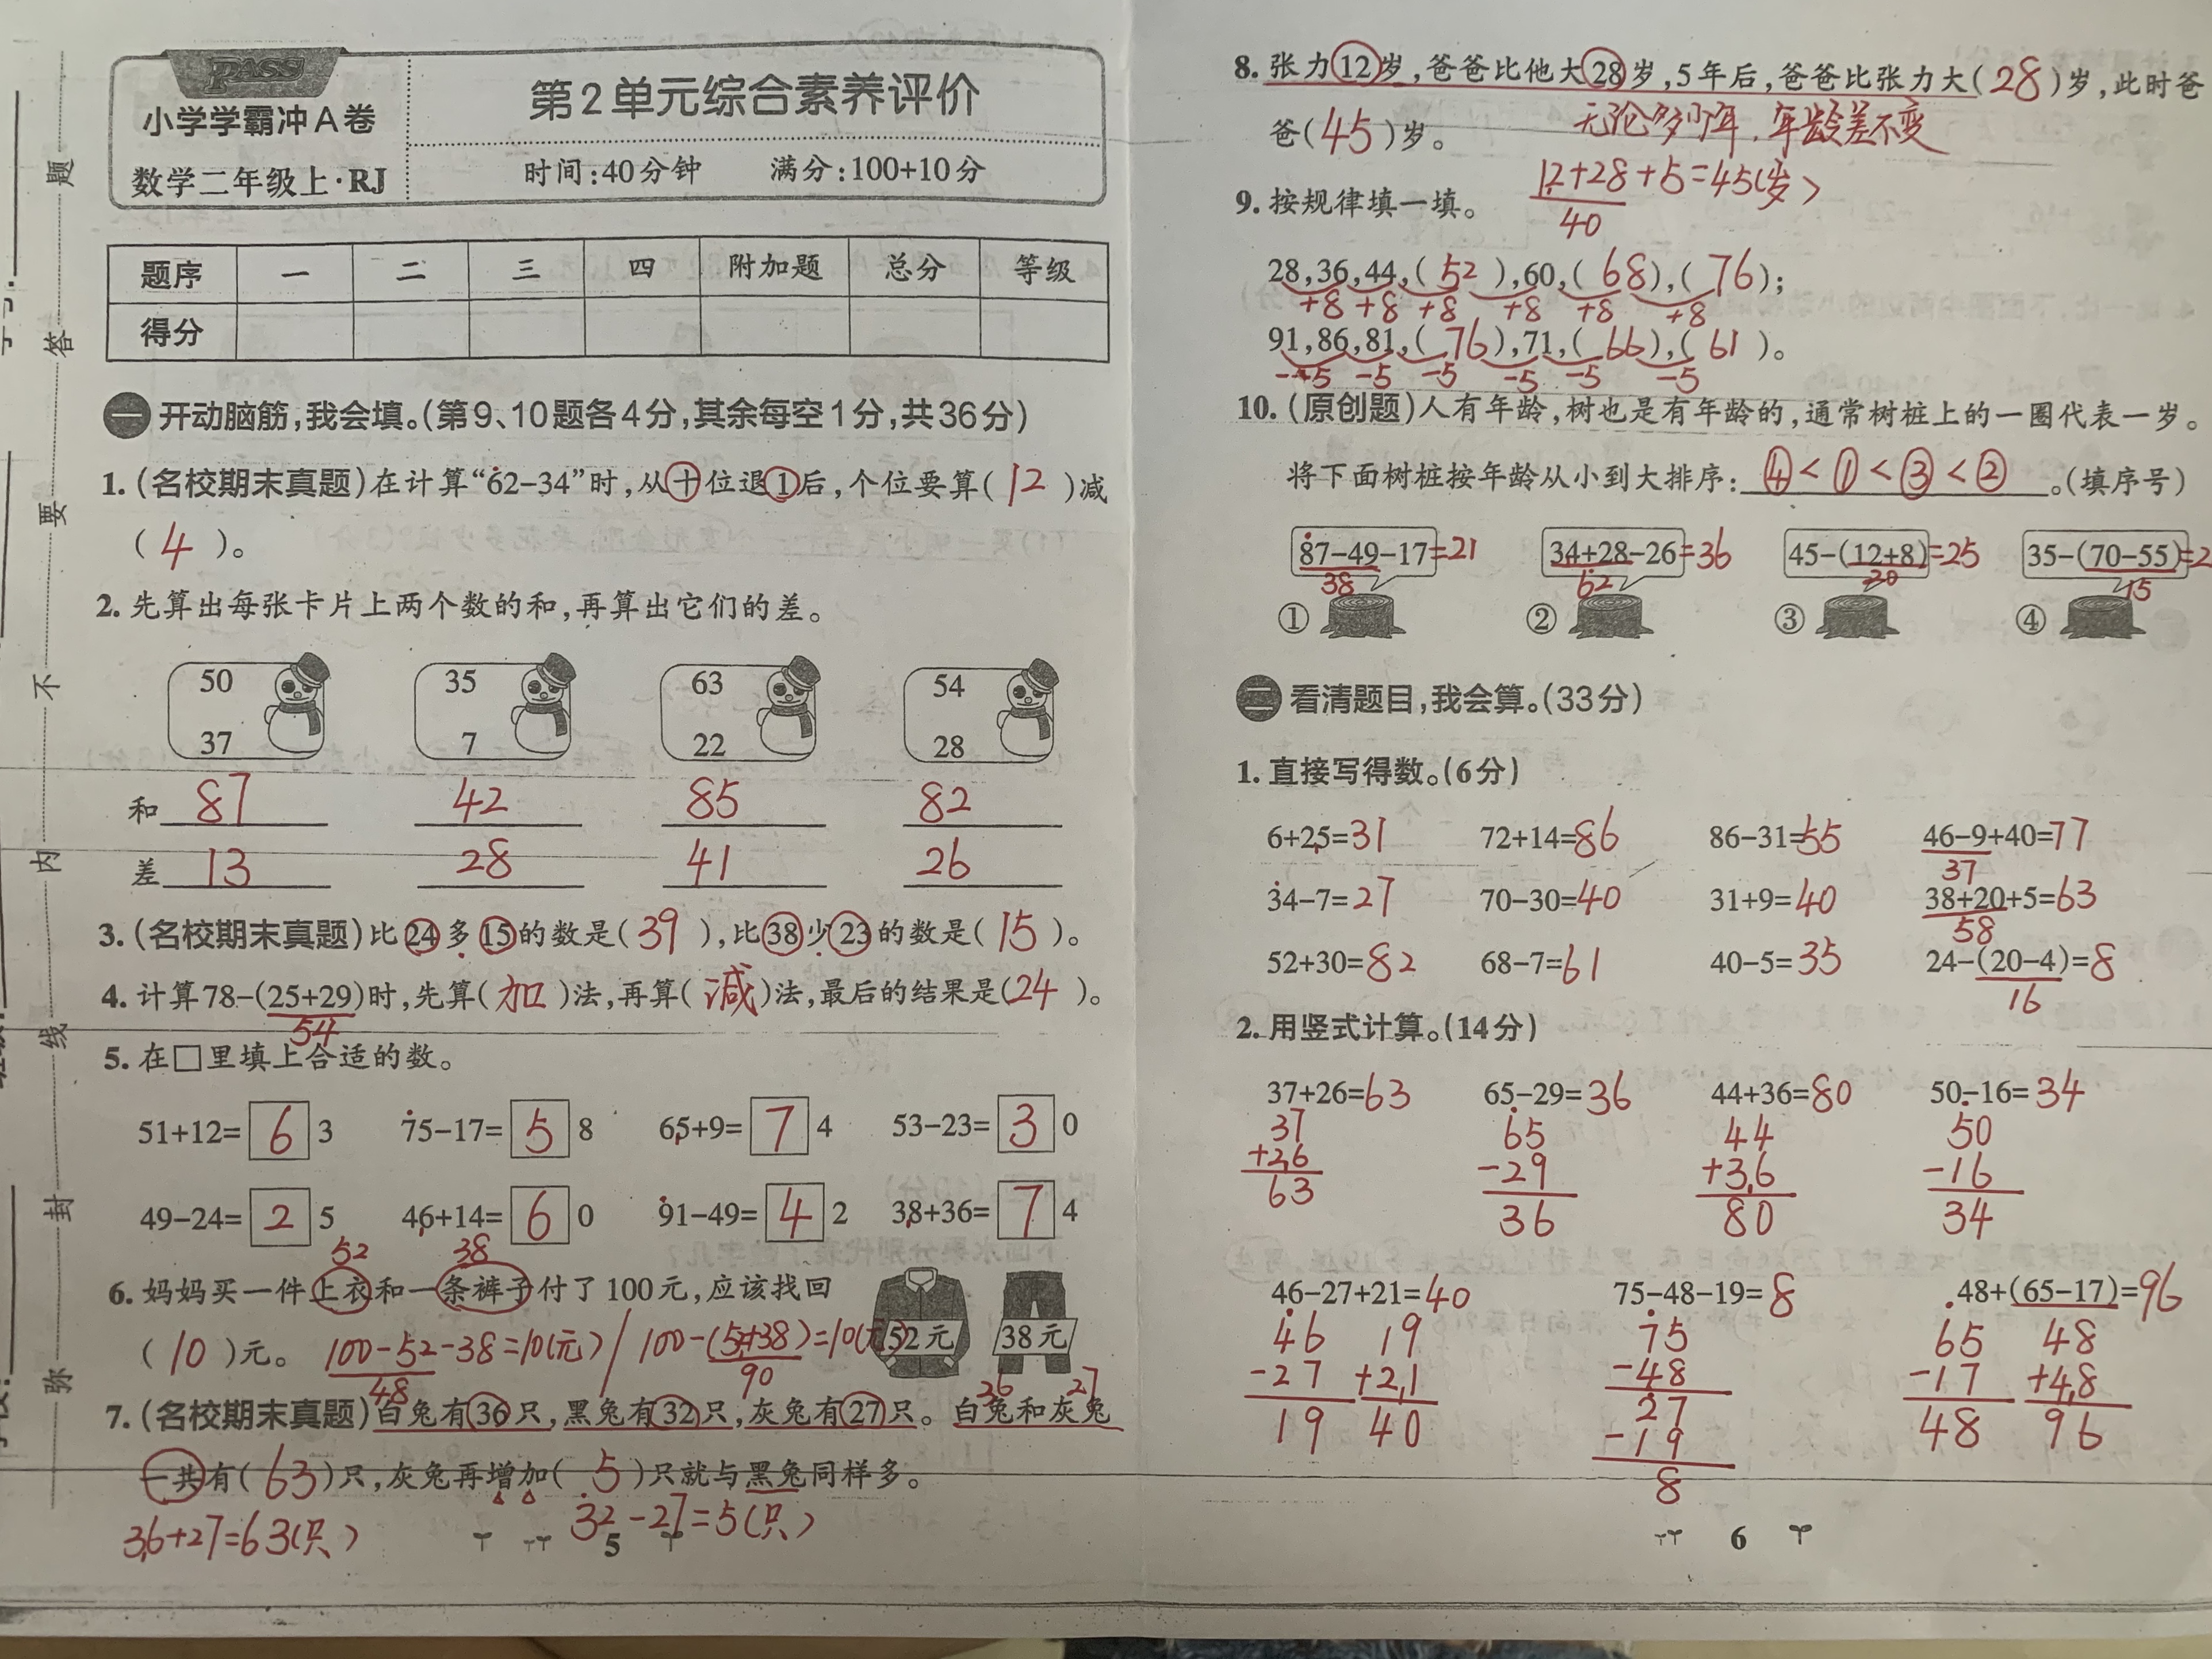 PASS
小学学霸冲A卷
数学二年级上·RJ
第2单元综合素养评价
时间:40分钟 满分:100+10分
题序 一 二 三 四 附加题 总分 等级
得分
题
答
要
不
内
线
封
弥
一 开动脑筋,我会填。(第9、10题各4分,其余每空1分,共36分)
1. (名校期末真题)在计算“62-34”时,从十位退1后,个位要算( 12 )减
( 4 )。
2. 先算出每张卡片上两个数的和,再算出它们的差。
50 35 63 54
37 7 22 28
和 87 42 85 82
差 13 28 41 26
3. (名校期末真题)比24多15的数是( 39 ),比38少23的数是( 15 )。
4. 计算78-(25+29)时,先算( 加 )法,再算( 减 )法,最后的结果是( 24 )。
54
5. 在□里填上合适的数。
51+12= 6 3 75-17= 5 8 65+9= 7 4 53-23= 3 0
49-24= 2 5 46+14= 6 0 91-49= 4 2 38+36= 7 4
52 38
6. 妈妈买一件上衣和一条裤子付了100元,应该找回
( 10 )元。 100-52-38=10(元) / 100-(52+38)=10(元) 52元 38元
48 90
36 27
7. (名校期末真题)白兔有36只,黑兔有32只,灰兔有27只。白兔和灰兔
一共有( 63 )只,灰兔再增加( 5 )只就与黑兔同样多。
36+27=63(只) 32-27=5(只)
5
8. 张力12岁,爸爸比他大28岁,5年后,爸爸比张力大( 28 )岁,此时爸
爸( 45 )岁。 无论多少年,年龄差不变
12+28+5=45(岁)
40
9. 按规律填一填。
28,36,44,( 52 ),60,( 68 ),( 76 );
+8 +8 +8 +8 +8 +8
91,86,81,( 76 ),71,( 66 ),( 61 )。
-5 -5 -5 -5 -5 -5
10. (原创题)人有年龄,树也是有年龄的,通常树桩上的一圈代表一岁。
将下面树桩按年龄从小到大排序: ④<①<③<② 。(填序号)
87-49-17=21 34+28-26=36 45-(12+8)=25 35-(70-55)=2
38 62 20 15
① ② ③ ④
二 看清题目,我会算。(33分)
1. 直接写得数。(6分)
6+25=31 72+14=86 86-31=55 46-9+40=77
37
34-7=27 70-30=40 31+9=40 38+20+5=63
58
52+30=82 68-7=61 40-5=35 24-(20-4)=8
16
2. 用竖式计算。(14分)
37+26=63 65-29=36 44+36=80 50-16=34
37 65 44 50
+26 -29 +36 -16
63 36 80 34
46-27+21=40 75-48-19=8 48+(65-17)=96
46 19 75 65 48
-27 +21 -48 -17 +48
19 40 27 48 96
-19
8
6